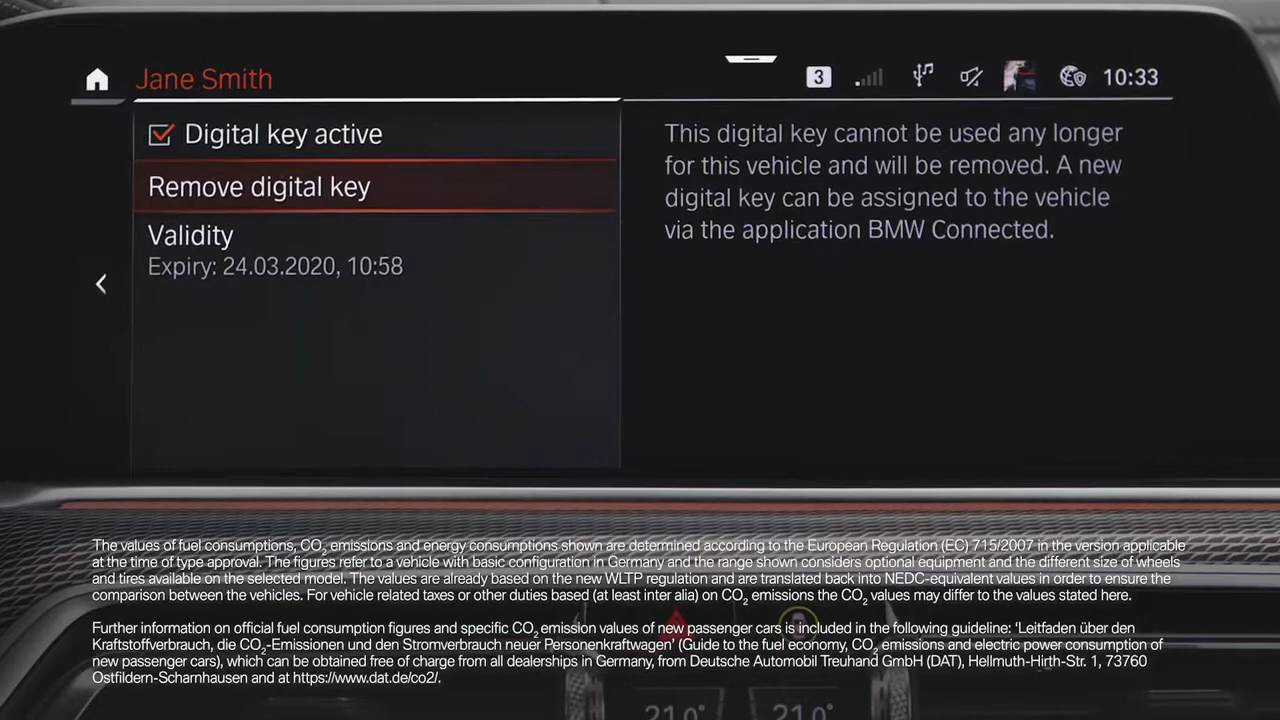 Jane Smith
3
10:33
Digital key active
Remove digital key
Validity
Expiry: 24.03.2020, 10:58
This digital key cannot be used any longer
for this vehicle and will be removed. A new
digital key can be assigned to the vehicle
via the application BMW Connected.
The values of fuel consumptions, CO2 emissions and energy consumptions shown are determined according to the European Regulation (EC) 715/2007 in the version applicable
at the time of type approval. The figures refer to a vehicle with basic configuration in Germany and the range shown considers optional equipment and the different size of wheels
and tires available on the selected model. The values are already based on the new WLTP regulation and are translated back into NEDC-equivalent values in order to ensure the
comparison between the vehicles. For vehicle related taxes or other duties based (at least inter alia) on CO2 emissions the CO2 values may differ to the values stated here.
Further information on official fuel consumption figures and specific CO2 emission values of new passenger cars is included in the following guideline: 'Leitfaden über den
Kraftstoffverbrauch, die CO2-Emissionen und den Stromverbrauch neuer Personenkraftwagen' (Guide to the fuel economy, CO2 emissions and electric power consumption of
new passenger cars), which can be obtained free of charge from all dealerships in Germany, from Deutsche Automobil Treuhand GmbH (DAT), Hellmuth-Hirth-Str. 1, 73760
Ostfildern-Scharnhausen and at https://www.dat.de/co2/.
21.0° 21.0°